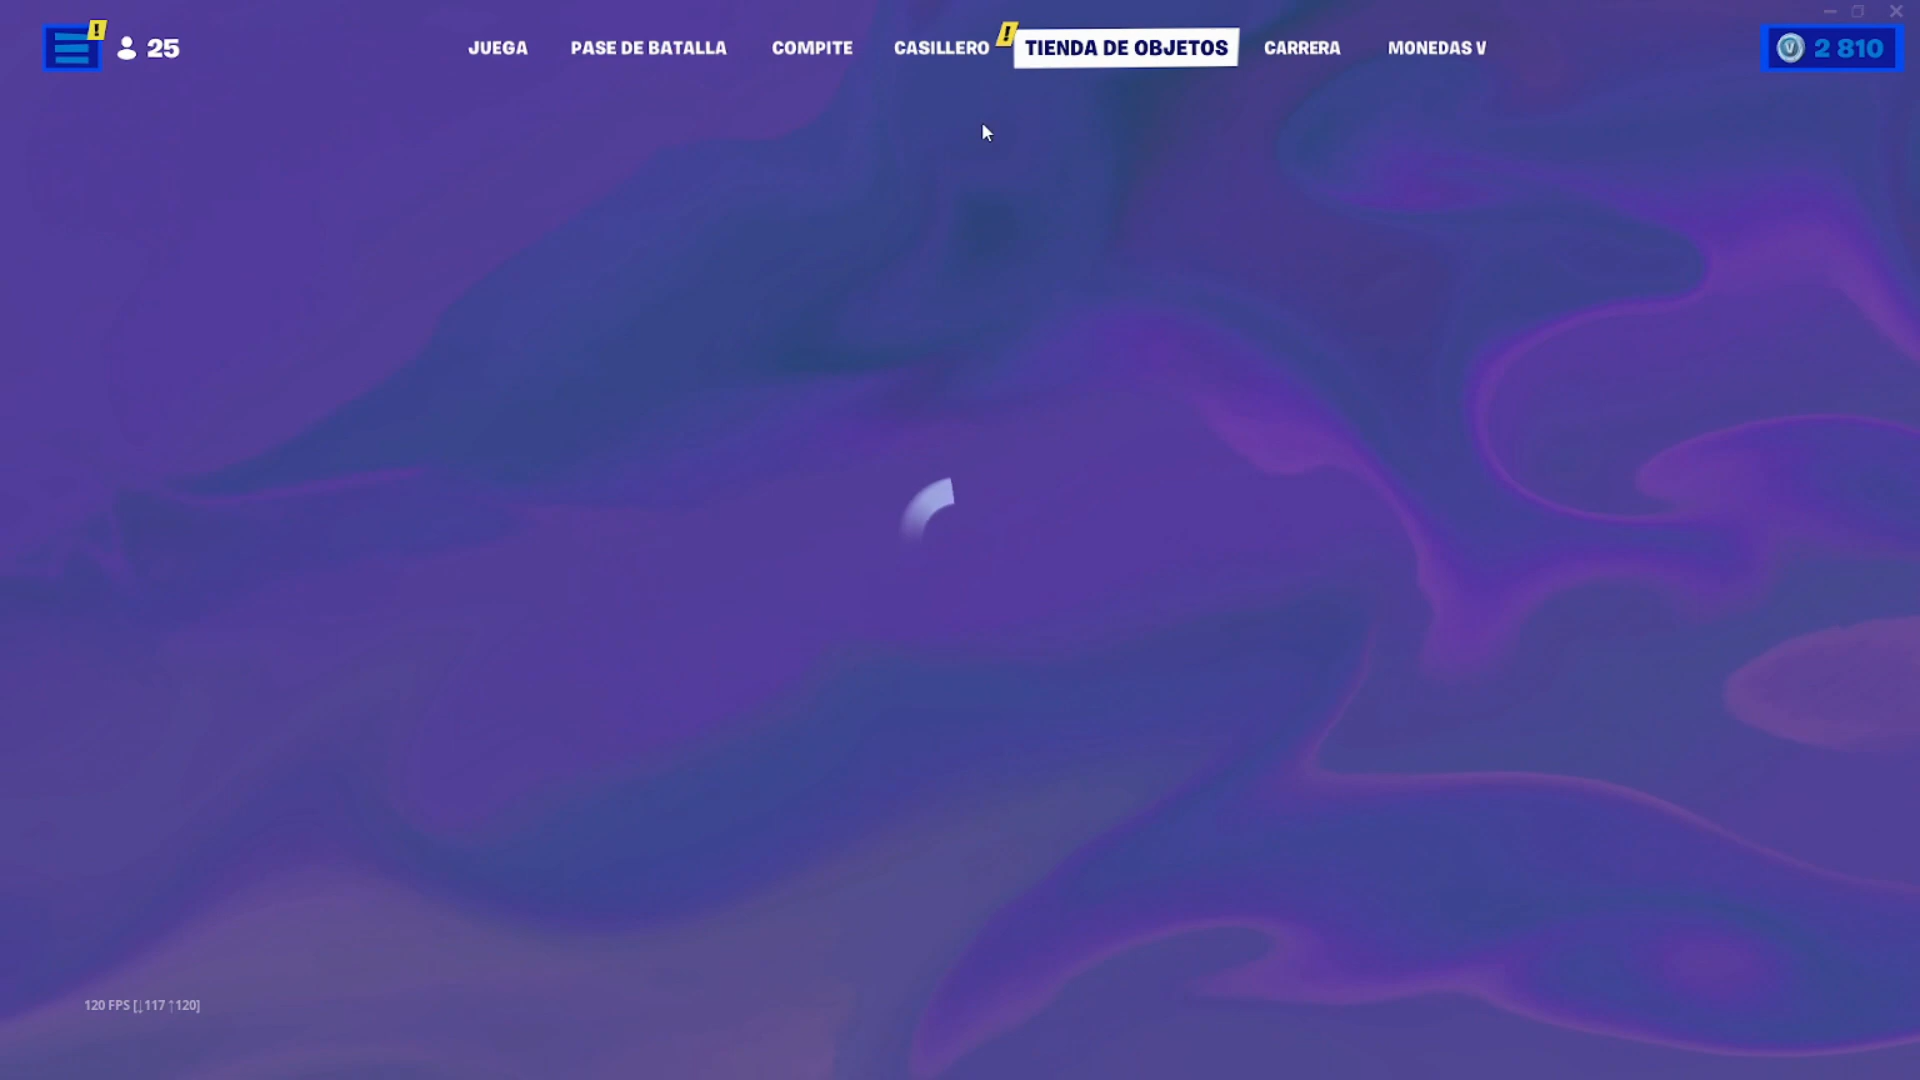 !
25
JUEGA
PASE DE BATALLA
COMPITE
CASILLERO
!
TIENDA DE OBJETOS
CARRERA
MONEDAS V
V
2 810
120 FPS [↓117 ↑120]